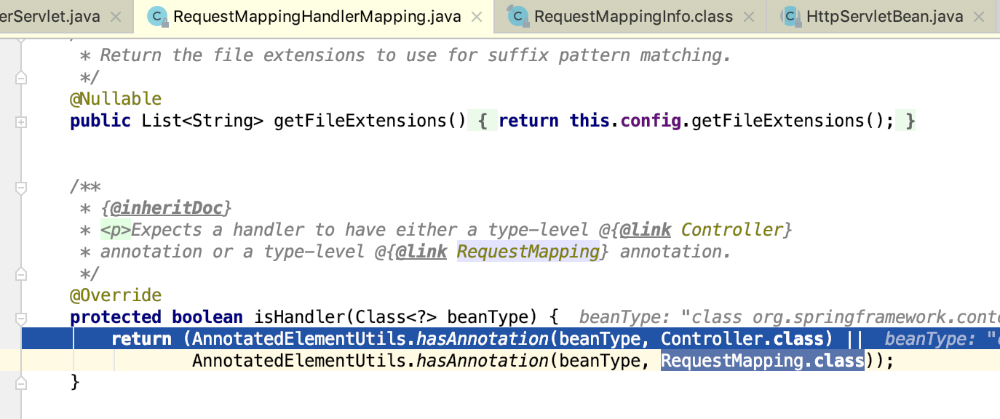 erServlet.java RequestMappingHandlerMapping.java RequestMappingInfo.class HttpServletBean.java
* Return the file extensions to use for suffix pattern matching.
*/
@Nullable
public List<String> getFileExtensions() { return this.config.getFileExtensions(); }
/**
* {@inheritDoc}
* <p>Expects a handler to have either a type-level @{@link Controller}
* annotation or a type-level @{@link RequestMapping} annotation.
*/
@Override
protected boolean isHandler(Class<?> beanType) { beanType: "class org.springframework.conte
return (AnnotatedElementUtils.hasAnnotation(beanType, Controller.class) || beanType: "c
AnnotatedElementUtils.hasAnnotation(beanType, RequestMapping.class));
}